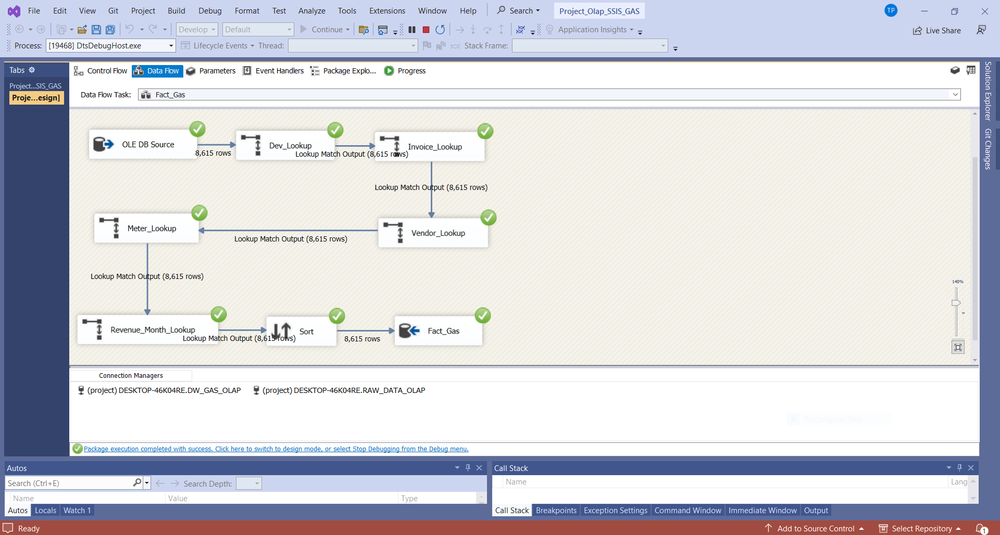 File Edit View Git Project Build Debug Format Test Analyze Tools Extensions Window Help Search Project_Olap_SSIS_GAS TP
Develop Default Continue Application Insights Live Share
Process: [19468] DtsDebugHost.exe Lifecycle Events Thread: Stack Frame:
Tabs
Project...SIS_GAS
Proje...esign]
Control Flow Data Flow Parameters Event Handlers Package Explo... Progress
Data Flow Task: Fact_Gas
Solution Explorer
Git Changes
OLE DB Source
8,615 rows
Dev_Lookup
Lookup Match Output (8,615 rows)
Invoice_Lookup
Lookup Match Output (8,615 rows)
Vendor_Lookup
Lookup Match Output (8,615 rows)
Meter_Lookup
Lookup Match Output (8,615 rows)
Revenue_Month_Lookup
Lookup Match Output (8,615 rows)
Sort
8,615 rows
Fact_Gas
140%
Connection Managers
(project) DESKTOP-46K04RE.DW_GAS_OLAP (project) DESKTOP-46K04RE.RAW_DATA_OLAP
Rectangular Snip
Package execution completed with success. Click here to switch to design mode, or select Stop Debugging from the Debug menu.
Autos
Search (Ctrl+E) Search Depth:
Name Value Type
Autos Locals Watch 1
Call Stack
Name Lang
Call Stack Breakpoints Exception Settings Command Window Immediate Window Output
Ready Add to Source Control Select Repository 1